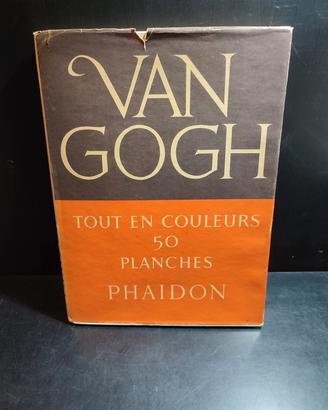 VAN
GOGH
TOUT EN COULEURS
50
PLANCHES
PHAIDON